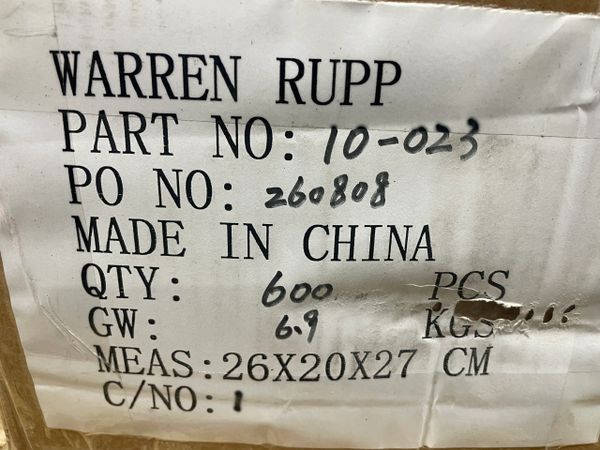 WARREN RUPP
PART NO: 10-023
PO NO: 260808
MADE IN CHINA
QTY: 600 PCS
GW: 6.9 KGS
MEAS:26X20X27 CM
C/NO: 1